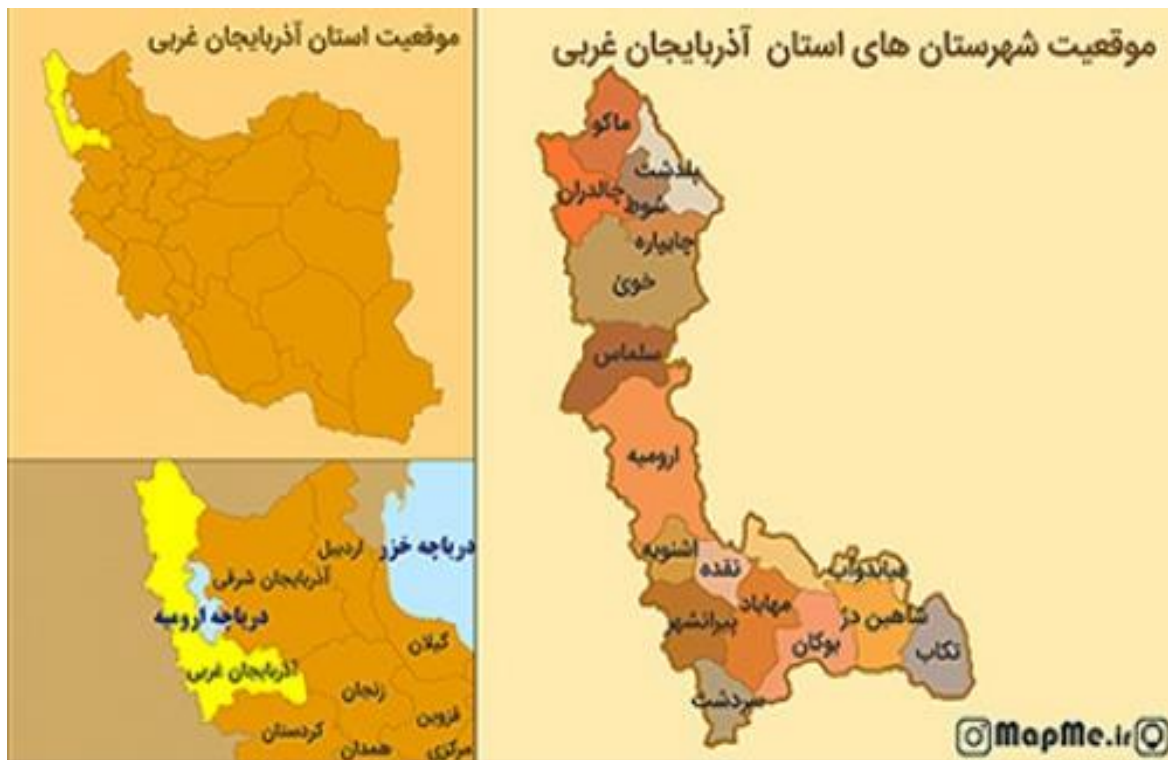 موقعیت شهرستان های استان آذربایجان غربی
ماکو
پلدشت
چالدران
شوط
چایپاره
خوی
سلماس
ارومیه
اشنویه
نقده
میاندوآب
مهاباد
شاهین دژ
پیرانشهر
بوکان
تکاب
سردشت
MapMe.ir
موقعیت استان آذربایجان غربی
اردبیل
دریاچه خزر
آذربایجان شرقی
دریاچه ارومیه
گیلان
آذربایجان غربی
زنجان
قزوین
کردستان
همدان
مرکزی